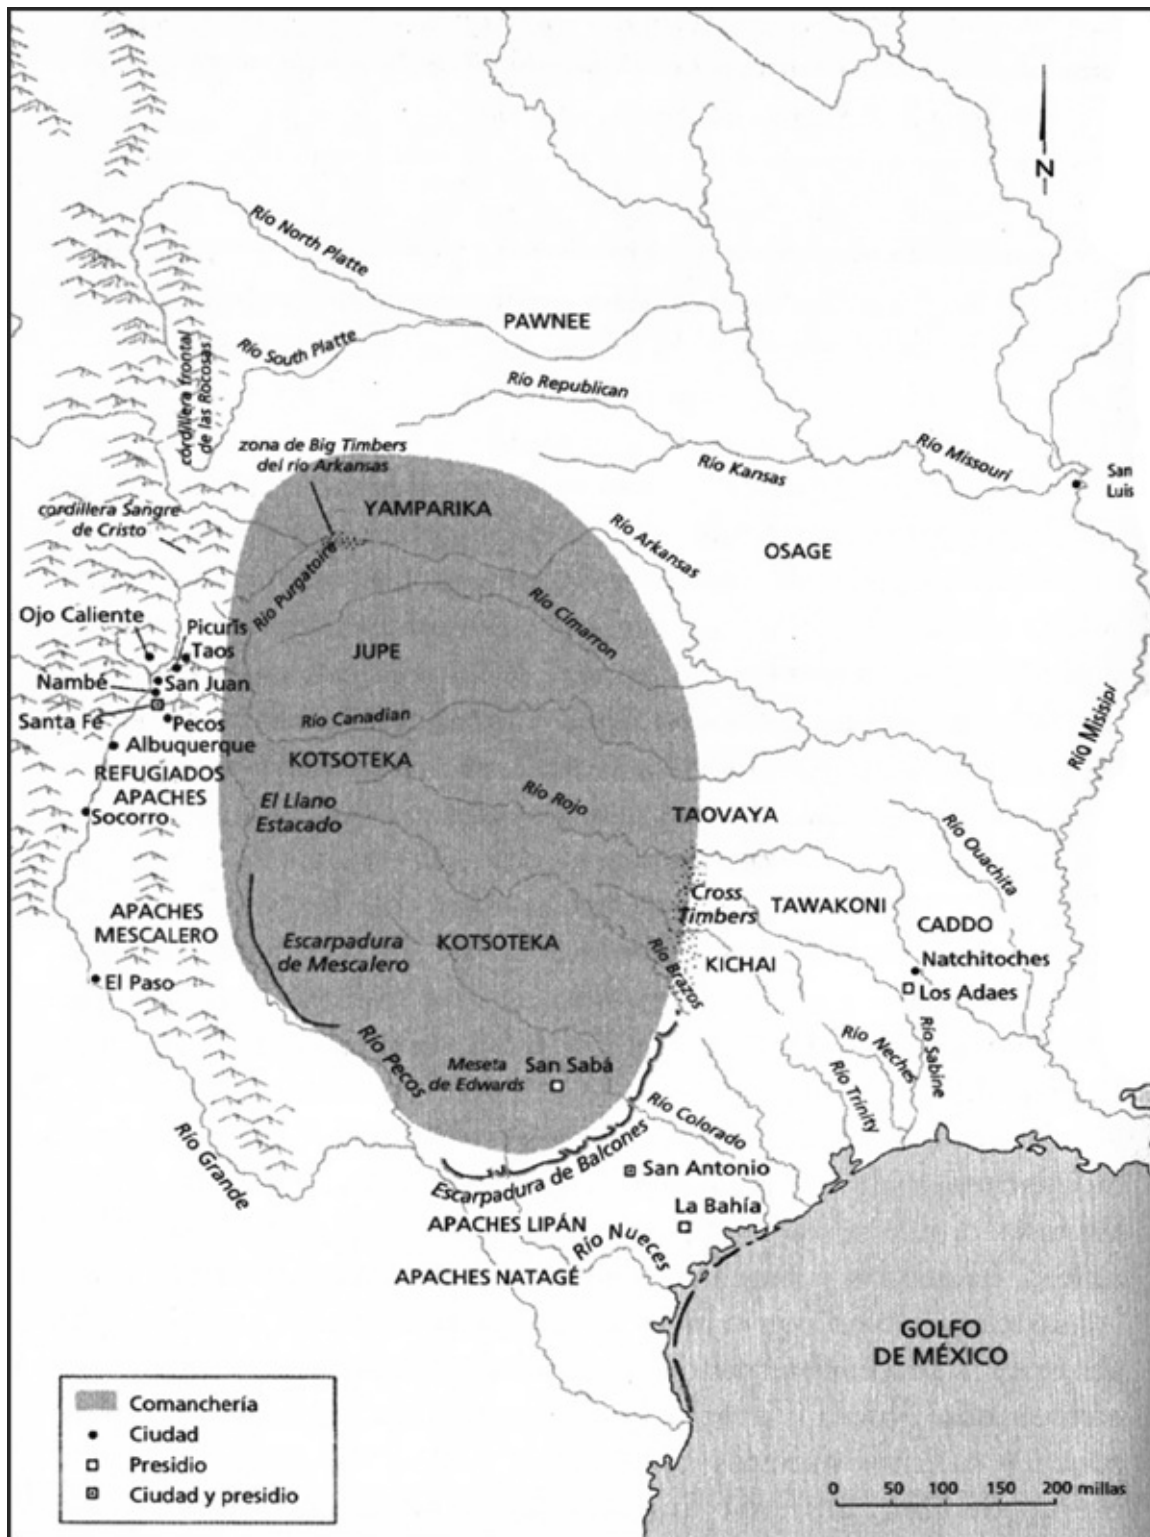 N
Río North Platte
PAWNEE
Río South Platte
cordillera frontal
de las Rocosas
Río Republican
zona de Big Timbers
del río Arkansas
Río Missouri
Río Kansas
San
Luis
cordillera Sangre
de Cristo
YAMPARIKA
Río Arkansas
OSAGE
Río Purgatoire
Río Cimarron
Ojo Caliente
Picurís
Taos
JUPE
Nambé
San Juan
Santa Fé
Pecos
Río Canadian
Río Misisipí
Albuquerque
KOTSOTEKA
REFUGIADOS
APACHES
Socorro
El Llano
Estacado
Río Rojo
TAOVAYA
Río Ouachita
Cross
Timbers
TAWAKONI
APACHES
MESCALERO
CADDO
Escarpadura
de Mescalero
KOTSOTEKA
KICHAI
Natchitoches
El Paso
Río Brazos
Los Adaes
Río Pecos
Río Neches
Río Sabine
Meseta
de Edwards
San Sabá
Río Trinity
Río Colorado
Río Grande
Escarpadura de Balcones
San Antonio
APACHES LIPÁN
La Bahía
Río Nueces
APACHES NATAGÉ
GOLFO
DE MÉXICO
Comanchería
Ciudad
Presidio
Ciudad y presidio
0 50 100 150 200 millas